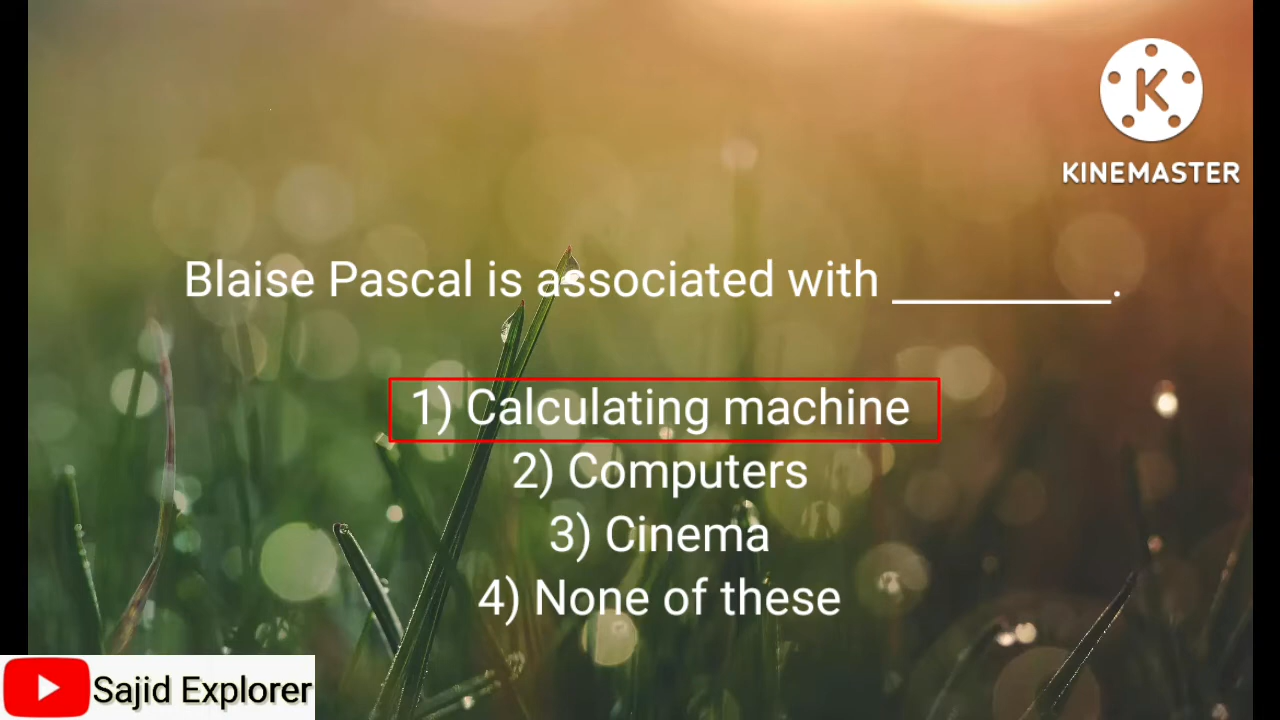 K
KINEMASTER
Blaise Pascal is associated with _________.
1) Calculating machine
2) Computers
3) Cinema
4) None of these
Sajid Explorer